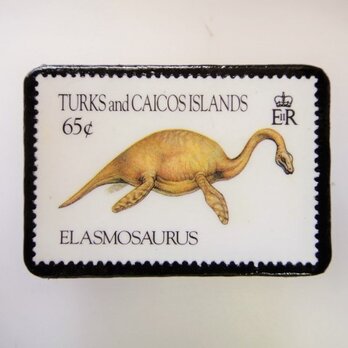 TURKS and CAICOS ISLANDS
65¢
EIIR
ELASMOSAURUS